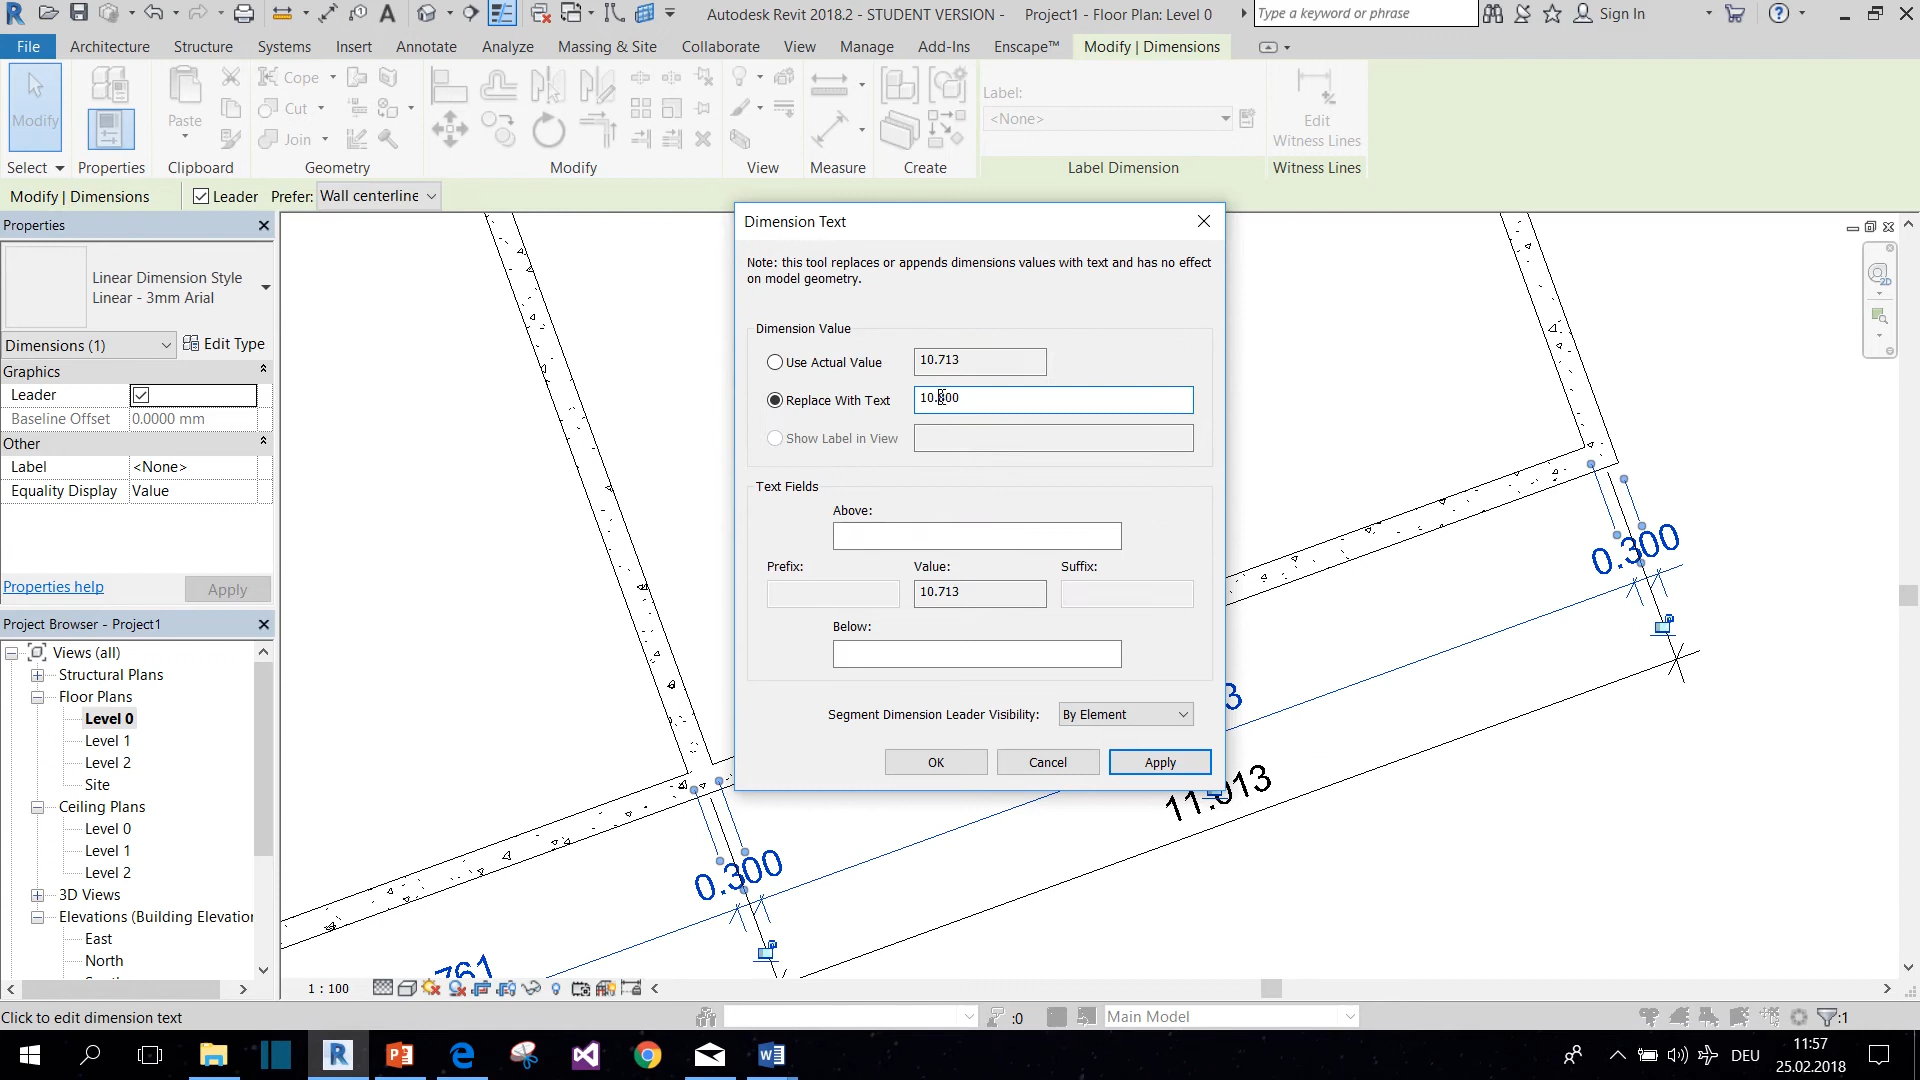 Autodesk Revit 2018.2 - STUDENT VERSION - Project1 - Floor Plan: Level 0
Type a keyword or phrase
Sign In
File Architecture Structure Systems Insert Annotate Analyze Massing & Site Collaborate View Manage Add-Ins Enscape™ Modify | Dimensions
Modify
Paste
Cope
Cut
Join
Label:
<None>
Edit
Witness Lines
Select Properties Clipboard Geometry Modify View Measure Create Label Dimension Witness Lines
Modify | Dimensions Leader Prefer: Wall centerline
Properties
Linear Dimension Style
Linear - 3mm Arial
Dimensions (1) Edit Type
Graphics
Leader
Baseline Offset 0.0000 mm
Other
Label <None>
Equality Display Value
Properties help Apply
Project Browser - Project1
Views (all)
Structural Plans
Floor Plans
Level 0
Level 1
Level 2
Site
Ceiling Plans
Level 0
Level 1
Level 2
3D Views
Elevations (Building Elevation
East
North
Dimension Text
Note: this tool replaces or appends dimensions values with text and has no effect
on model geometry.
Dimension Value
Use Actual Value 10.713
Replace With Text 10.800
Show Label in View
Text Fields
Above:
Prefix: Value: Suffix:
10.713
Below:
Segment Dimension Leader Visibility: By Element
OK Cancel Apply
0.300
3
11.013
0.300
761
1 : 100
Click to edit dimension text
:0
Main Model
:1
2D
DEU
11:57
25.02.2018